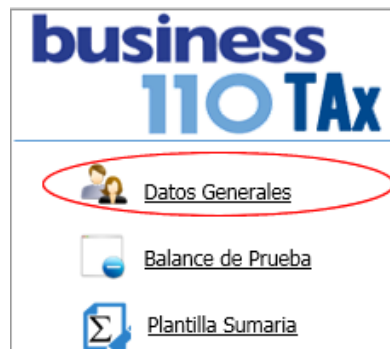 business
110 TAx
Datos Generales
Balance de Prueba
Plantilla Sumaria